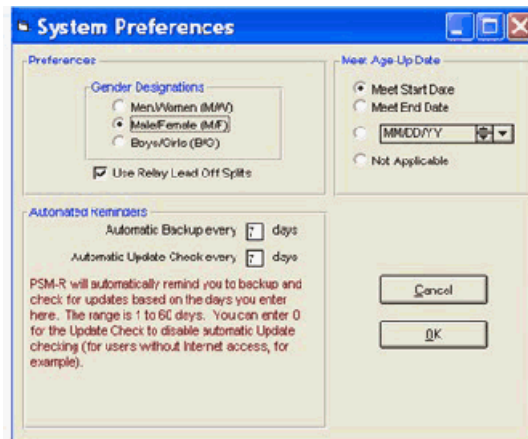 System Preferences
Preferences
Gender Designations
Men/Women (M/W)
Male/Female (M/F)
Boys/Girls (B/G)
Use Relay Lead Off Splits
Meet Age-Up Date
Meet Start Date
Meet End Date
MM/DD/YY
Not Applicable
Automated Reminders
Automatic Backup every 7 days
Automatic Update Check every 7 days
PSM-R will automatically remind you to backup and
check for updates based on the days you enter
here. The range is 1 to 60 days. You can enter 0
for the Update Check to disable automatic Update
checking (for users without Internet access, for
example).
Cancel
OK